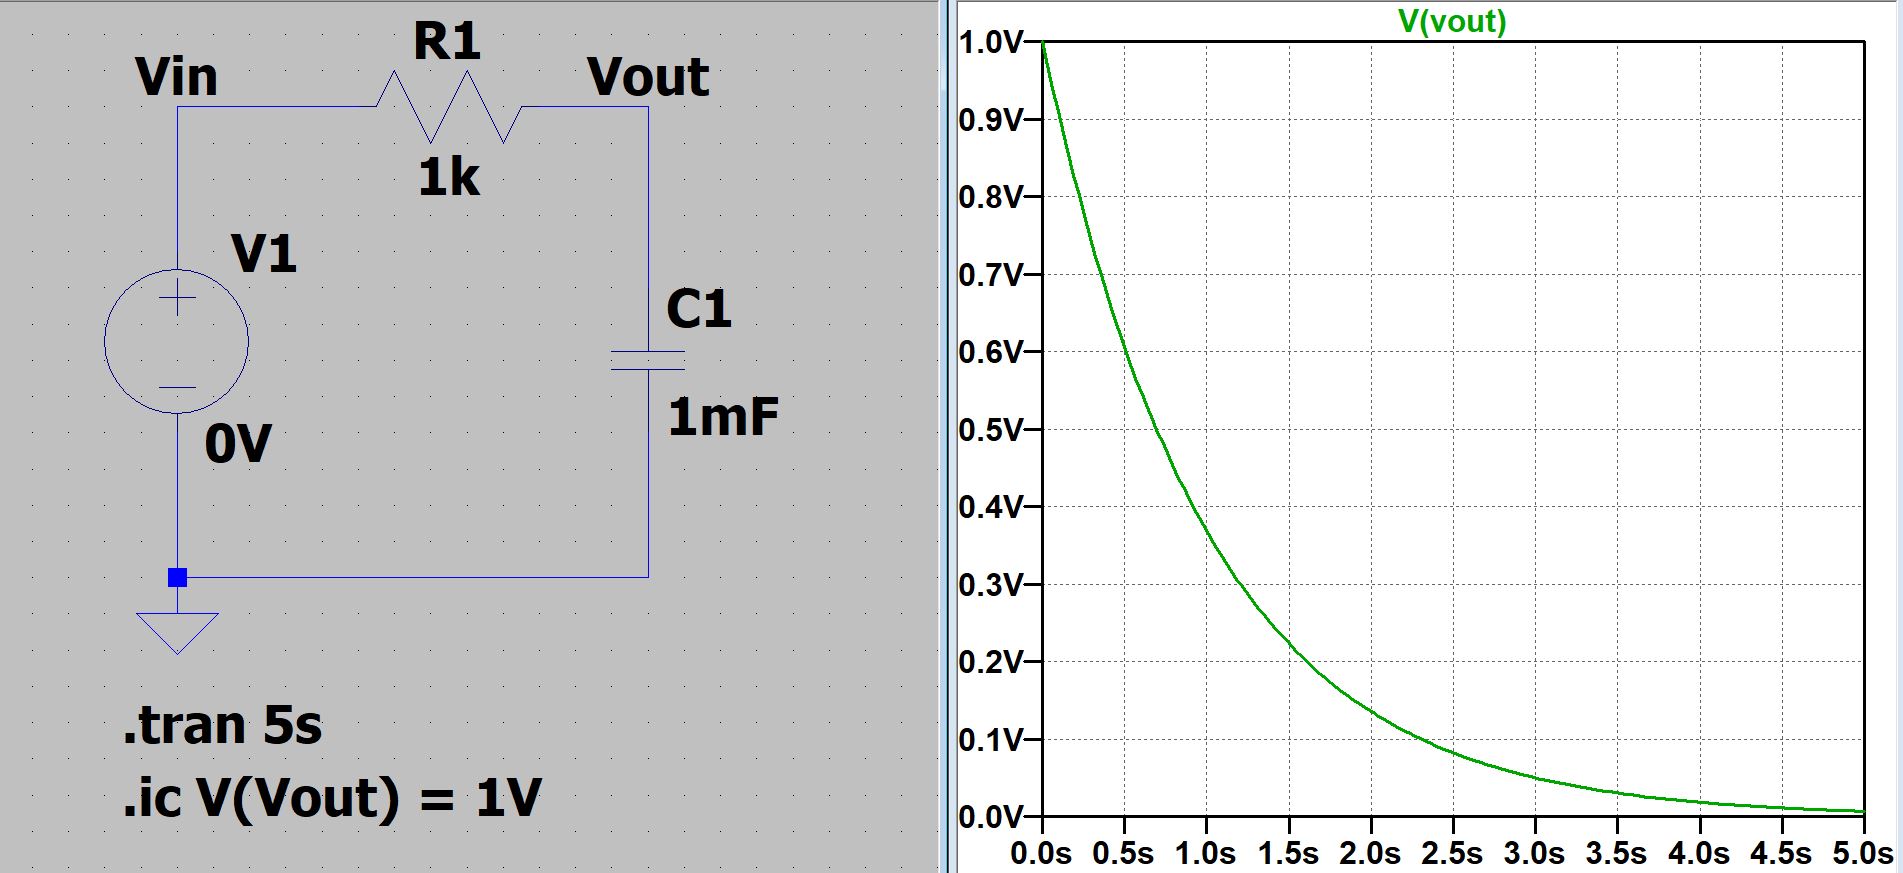 R1
Vin
Vout
1k
V1
C1
1mF
0V
.tran 5s
.ic V(Vout) = 1V
V(vout)
1.0V
0.9V
0.8V
0.7V
0.6V
0.5V
0.4V
0.3V
0.2V
0.1V
0.0V
0.0s 0.5s 1.0s 1.5s 2.0s 2.5s 3.0s 3.5s 4.0s 4.5s 5.0s